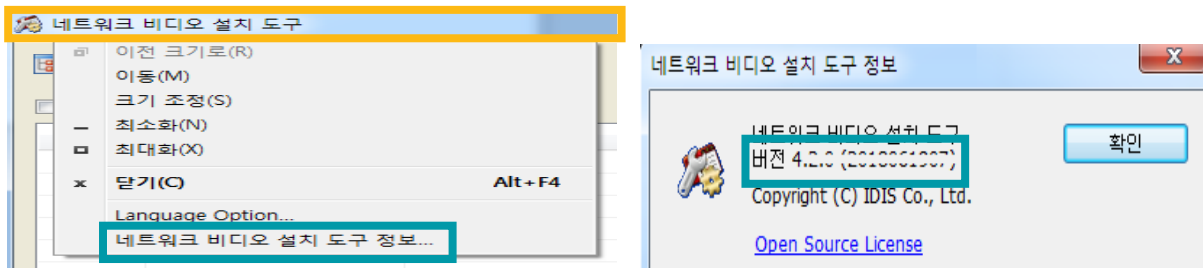 네트워크 비디오 설치 도구
이전 크기로(R)
이동(M)
크기 조정(S)
최소화(N)
최대화(X)
닫기(C) Alt+F4
Language Option...
네트워크 비디오 설치 도구 정보...
네트워크 비디오 설치 도구 정보
네트워크 비디오 설치 도구
버전
Copyright (C) IDIS Co., Ltd.
Open Source License
확인